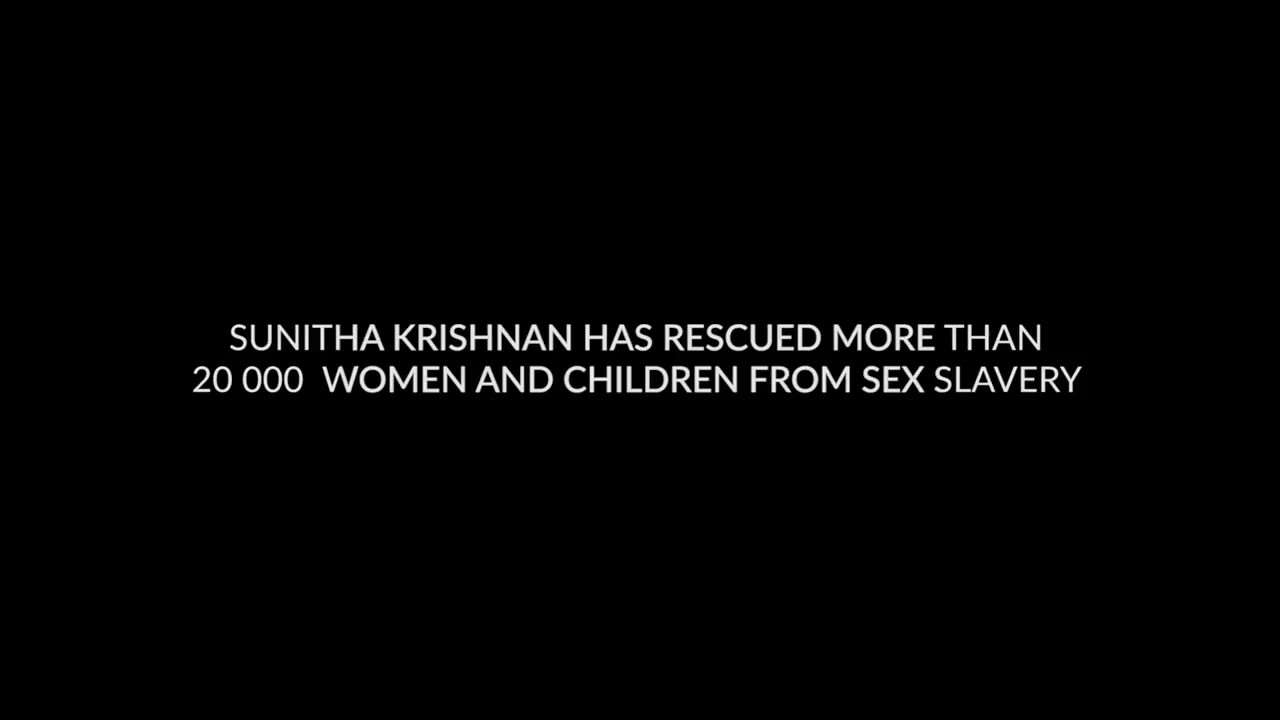 SUNITHA KRISHNAN HAS RESCUED MORE THAN
20 000  WOMEN AND CHILDREN FROM SEX SLAVERY